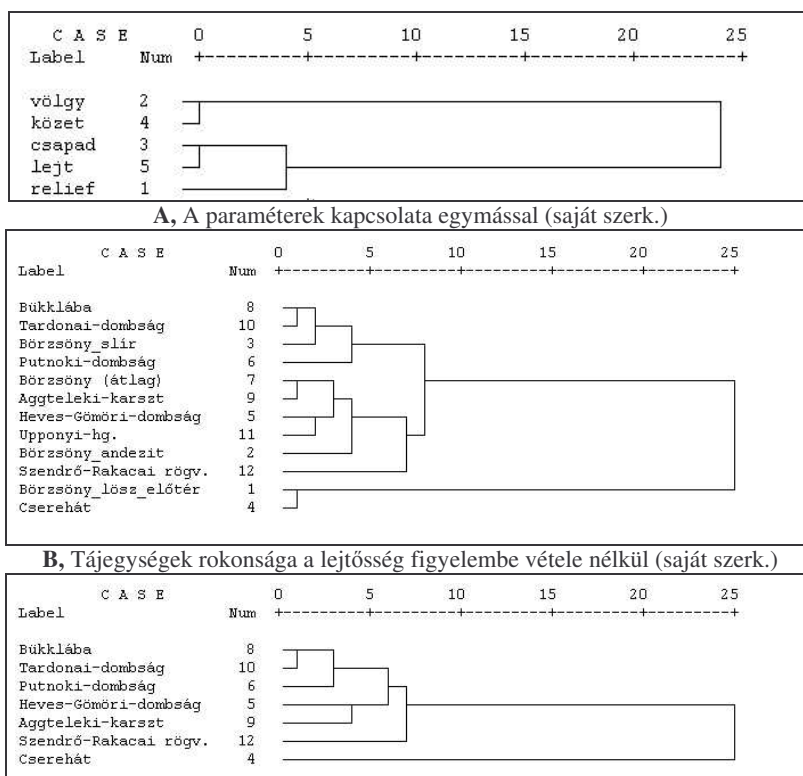 C A S E 0 5 10 15 20 25
Label Num +---------+---------+---------+---------+---------+
völgy 2
közet 4
csapad 3
lejt 5
relief 1
A, A paraméterek kapcsolata egymással (saját szerk.)
C A S E 0 5 10 15 20 25
Label Num +---------+---------+---------+---------+---------+
Bükklába 8
Tardonai-dombság 10
Börzsöny_slír 3
Putnoki-dombság 6
Börzsöny (átlag) 7
Aggteleki-karszt 9
Heves-Gömöri-dombság 5
Upponyi-hg. 11
Börzsöny_andezit 2
Szendrő-Rakacai rögv. 12
Börzsöny_lösz_előtér 1
Cserehát 4
B, Tájegységek rokonsága a lejtősség figyelembe vétele nélkül (saját szerk.)
C A S E 0 5 10 15 20 25
Label Num +---------+---------+---------+---------+---------+
Bükklába 8
Tardonai-dombság 10
Putnoki-dombság 6
Heves-Gömöri-dombság 5
Aggteleki-karszt 9
Szendrő-Rakacai rögv. 12
Cserehát 4